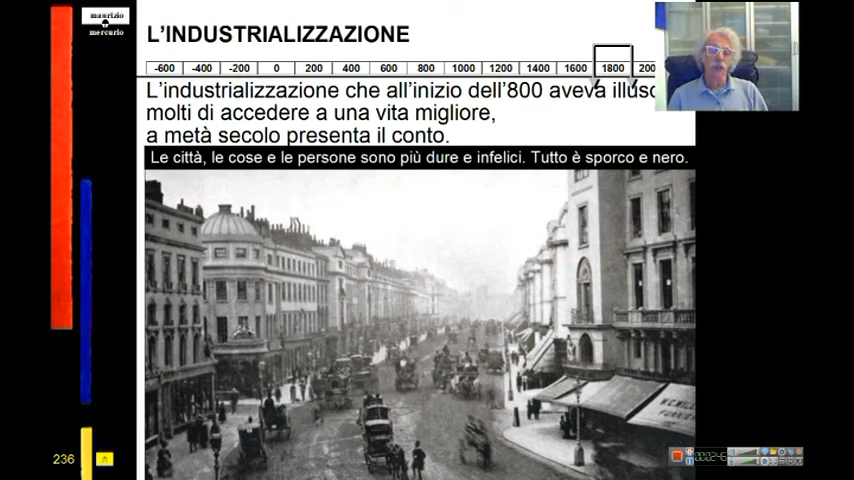 maurizio
mercurio
L'INDUSTRIALIZZAZIONE
-600 -400 -200 0 200 400 600 800 1000 1200 1400 1600 1800 200
L'industrializzazione che all'inizio dell'800 aveva illusc
molti di accedere a una vita migliore,
a metà secolo presenta il conto.
Le città, le cose e le persone sono più dure e infelici. Tutto è sporco e nero.
236